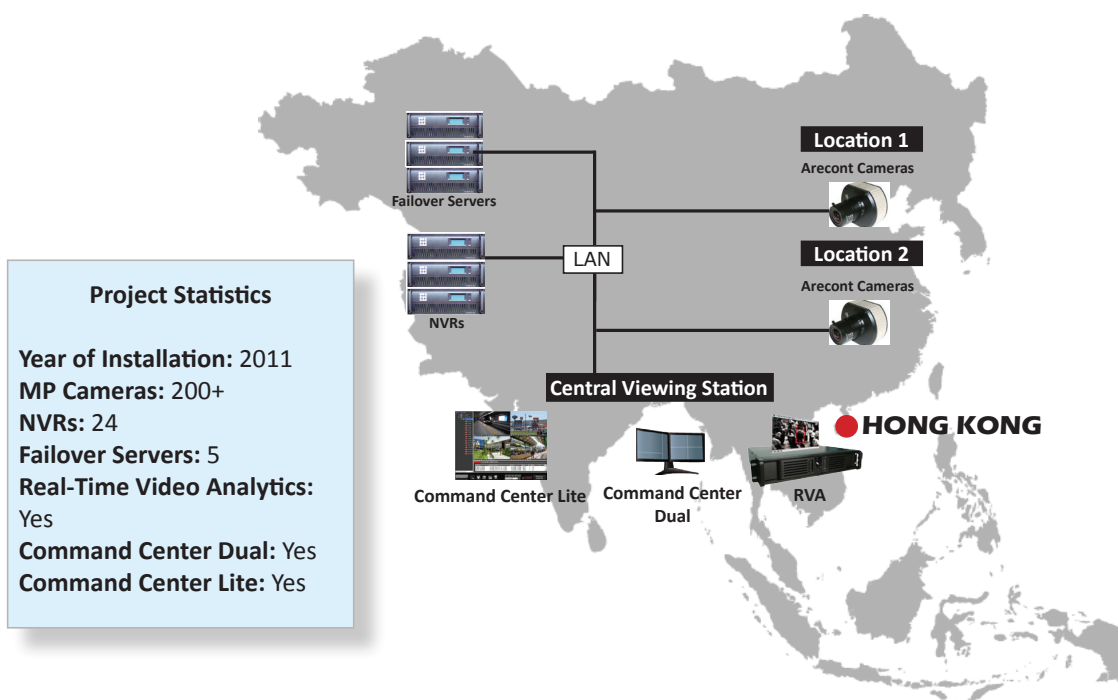 Location 1
Arecont Cameras
Failover Servers
Location 2
LAN
Arecont Cameras
NVRs
Project Statistics
Year of Installation: 2011
MP Cameras: 200+
NVRs: 24
Failover Servers: 5
Real-Time Video Analytics:
Yes
Command Center Dual: Yes
Command Center Lite: Yes
Central Viewing Station
HONG KONG
Command Center Lite
Command Center
Dual
RVA